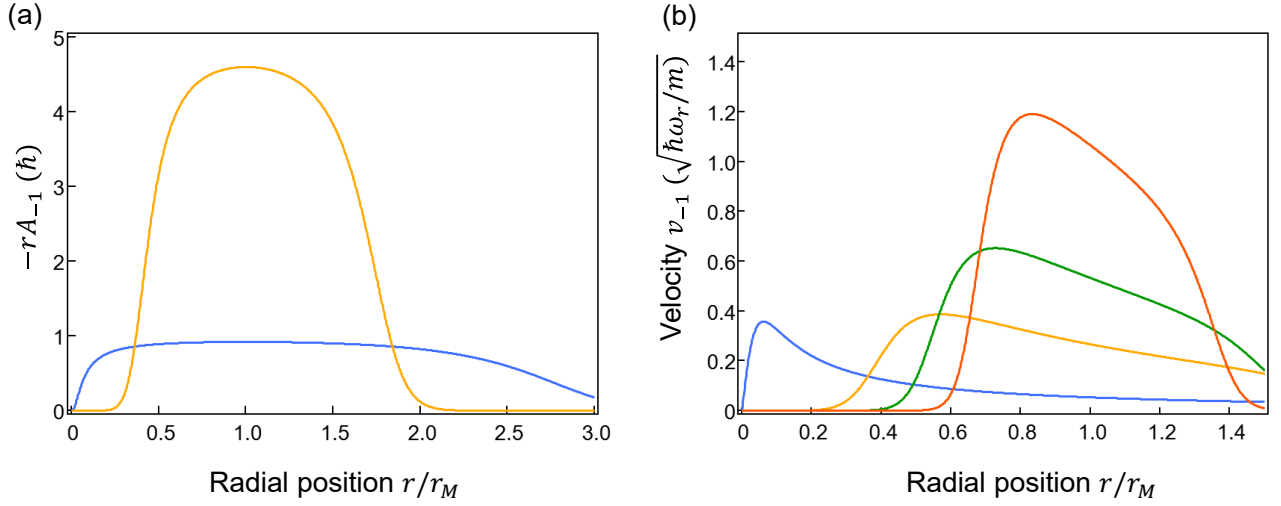 (a)
5
4
3
2
1
0
−rA₋₁ (ħ)
0 0.5 1.0 1.5 2.0 2.5 3.0
Radial position r/r_M
(b)
1.4
1.2
1.0
0.8
0.6
0.4
0.2
0
Velocity v₋₁ (√ħω_r/m)
0 0.2 0.4 0.6 0.8 1.0 1.2 1.4
Radial position r/r_M